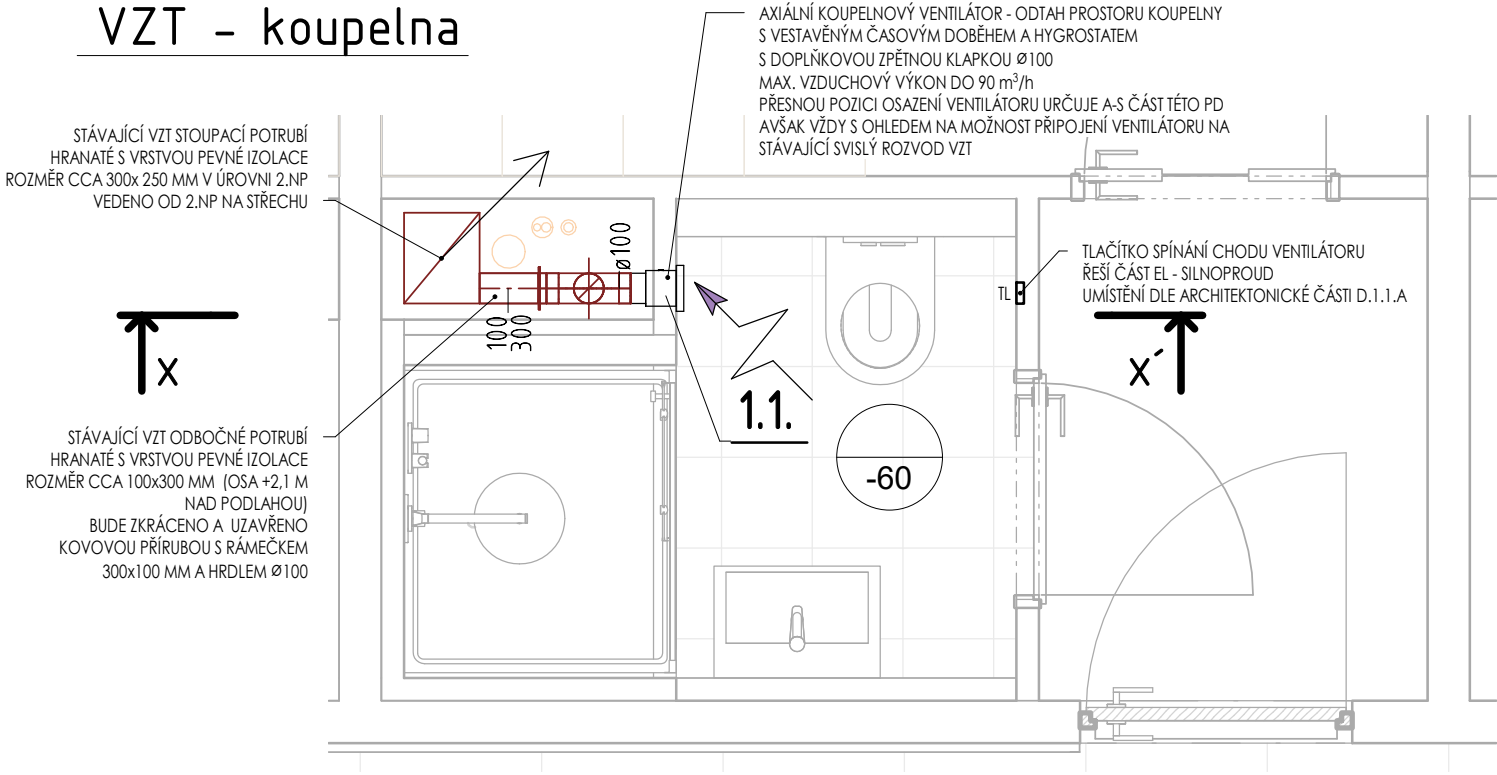 VZT - koupelna
AXIÁLNÍ KOUPELNOVÝ VENTILÁTOR - ODTAH PROSTORU KOUPELNY
S VESTAVĚNÝM ČASOVÝM DOBĚHEM A HYGROSTATEM
S DOPLŇKOVOU ZPĚTNOU KLAPKOU Ø100
MAX. VZDUCHOVÝ VÝKON DO 90 m³/h
PŘESNOU POZICI OSAZENÍ VENTILÁTORU URČUJE A-S ČÁST TÉTO PD
AVŠAK VŽDY S OHLEDEM NA MOŽNOST PŘIPOJENÍ VENTILÁTORU NA
STÁVAJÍCÍ SVISLÝ ROZVOD VZT
STÁVAJÍCÍ VZT STOUPACÍ POTRUBÍ
HRANATÉ S VRSTVOU PEVNÉ IZOLACE
ROZMĚR CCA 300x 250 MM V ÚROVNI 2.NP
VEDENO OD 2.NP NA STŘECHU
ø100
TLAČÍTKO SPÍNÁNÍ CHODU VENTILÁTORU
ŘEŠÍ ČÁST EL - SILNOPROUD
UMÍSTĚNÍ DLE ARCHITEKTONICKÉ ČÁSTI D.1.1.A
TL
100
300
X
X´
1.1.
-60
STÁVAJÍCÍ VZT ODBOČNÉ POTRUBÍ
HRANATÉ S VRSTVOU PEVNÉ IZOLACE
ROZMĚR CCA 100x300 MM (OSA +2,1 M
NAD PODLAHOU)
BUDE ZKRÁCENO A UZAVŘENO
KOVOVOU PŘÍRUBOU S RÁMEČKEM
300x100 MM A HRDLEM Ø100